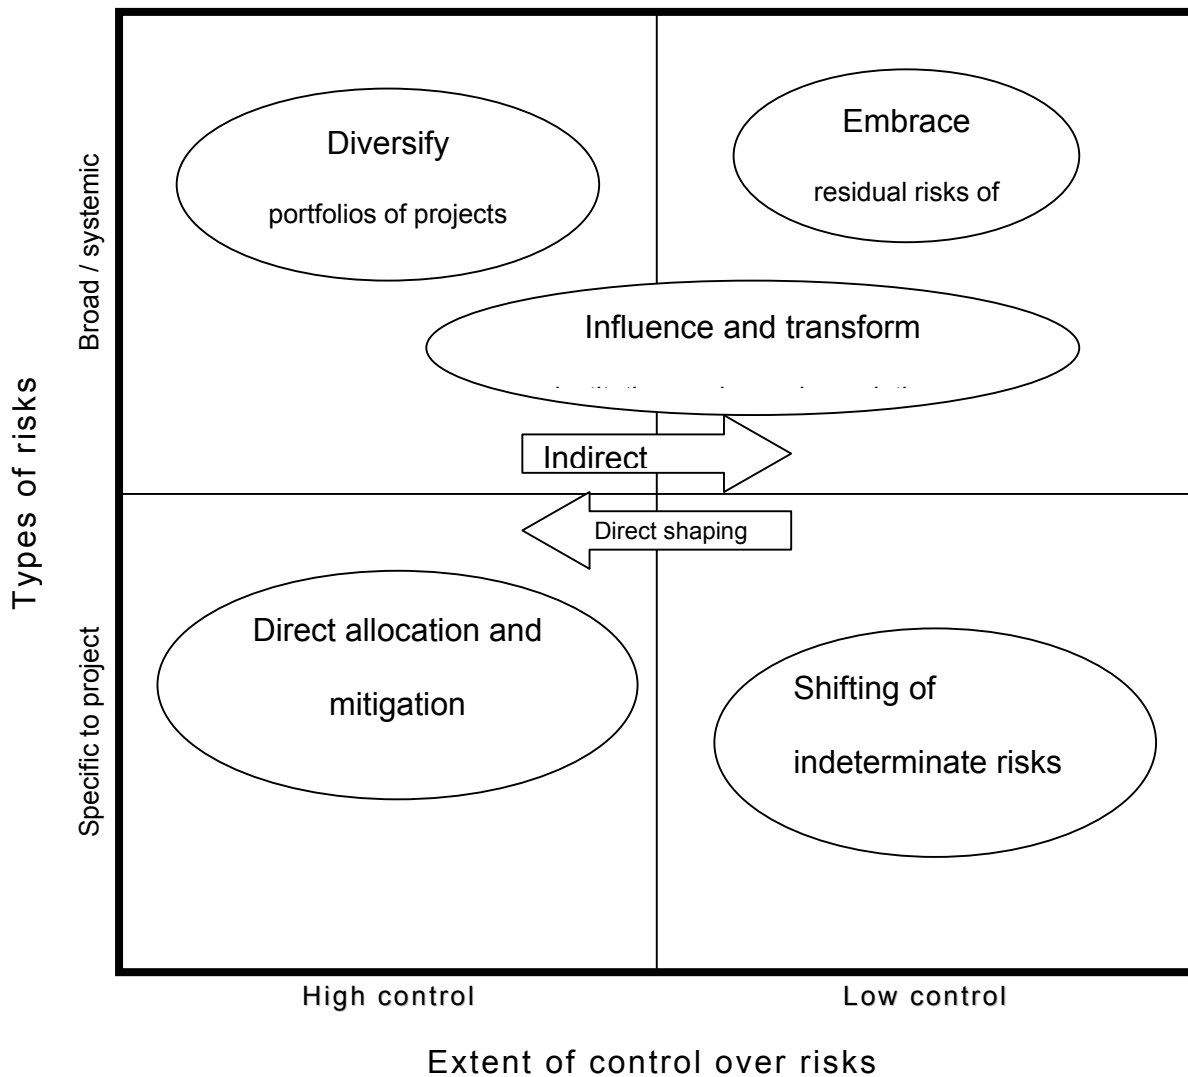 Diversify
portfolios of projects
Embrace
residual risks of
Influence and transform
Indirect
Direct shaping
Direct allocation and
mitigation
Shifting of
indeterminate risks
Broad / systemic
Specific to project
Types of risks
High control
Low control
Extent of control over risks